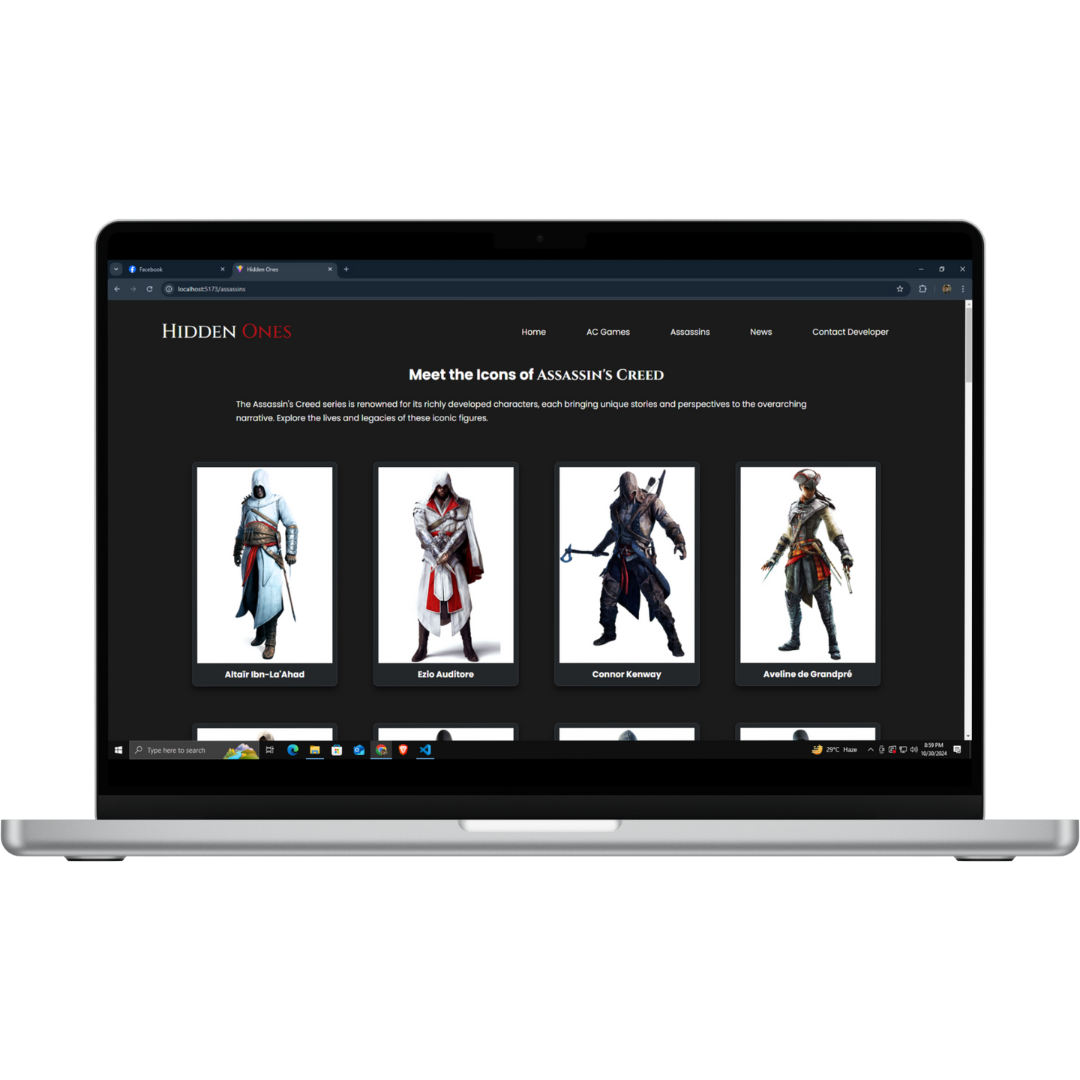 Facebook
Hidden Ones
localhost:5173/assassins
HIDDEN ONES
Home
AC Games
Assassins
News
Contact Developer
Meet the Icons of ASSASSIN'S CREED
The Assassin's Creed series is renowned for its richly developed characters, each bringing unique stories and perspectives to the overarching
narrative. Explore the lives and legacies of these iconic figures.
Altaïr Ibn-La'Ahad
Ezio Auditore
Connor Kenway
Aveline de Grandpré
Type here to search
29°C Haze
8:59 PM
10/30/2024